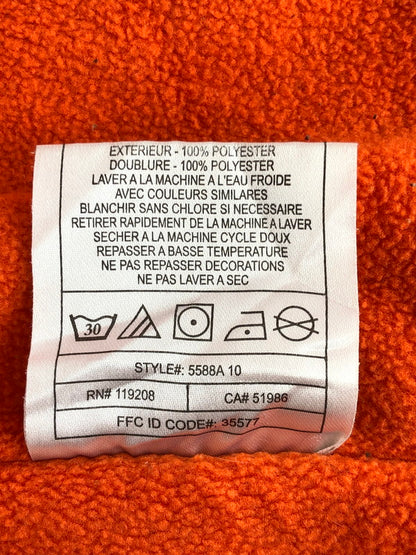 EXTERIEUR - 100% POLYESTER
DOUBLURE - 100% POLYESTER
LAVER A LA MACHINE A L'EAU FROIDE
AVEC COULEURS SIMILAIRES
BLANCHIR SANS CHLORE SI NECESSAIRE
RETIRER RAPIDEMENT DE LA MACHINE A LAVER
SECHER A LA MACHINE CYCLE DOUX
REPASSER A BASSE TEMPERATURE
NE PAS REPASSER DECORATIONS
NE PAS LAVER A SEC
30
STYLE#: 5588A 10
RN# 119208 CA# 51986
FFC ID CODE#: 35577